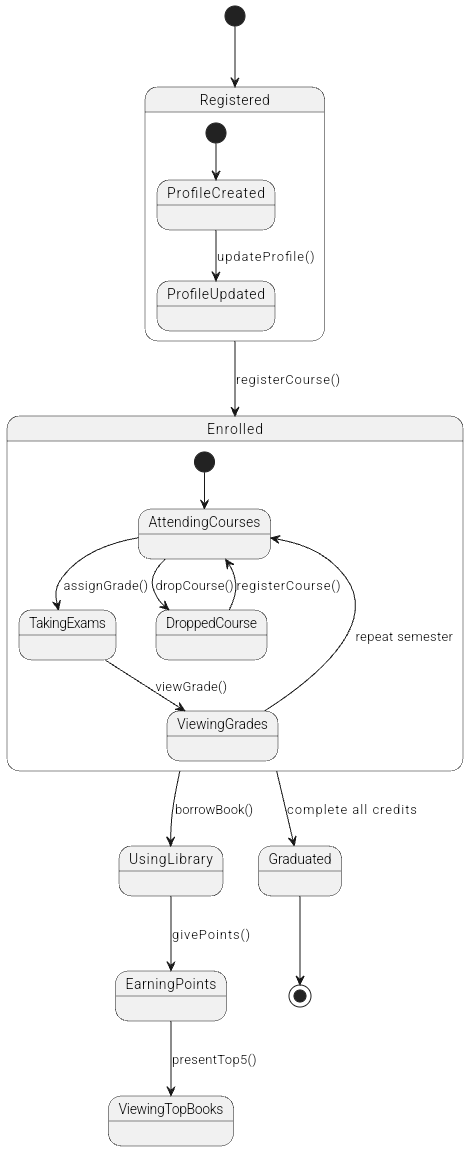 Registered
ProfileCreated
updateProfile()
ProfileUpdated
registerCourse()
Enrolled
AttendingCourses
assignGrade()
dropCourse()
registerCourse()
TakingExams
DroppedCourse
repeat semester
viewGrade()
ViewingGrades
borrowBook()
complete all credits
UsingLibrary
Graduated
givePoints()
EarningPoints
presentTop5()
ViewingTopBooks